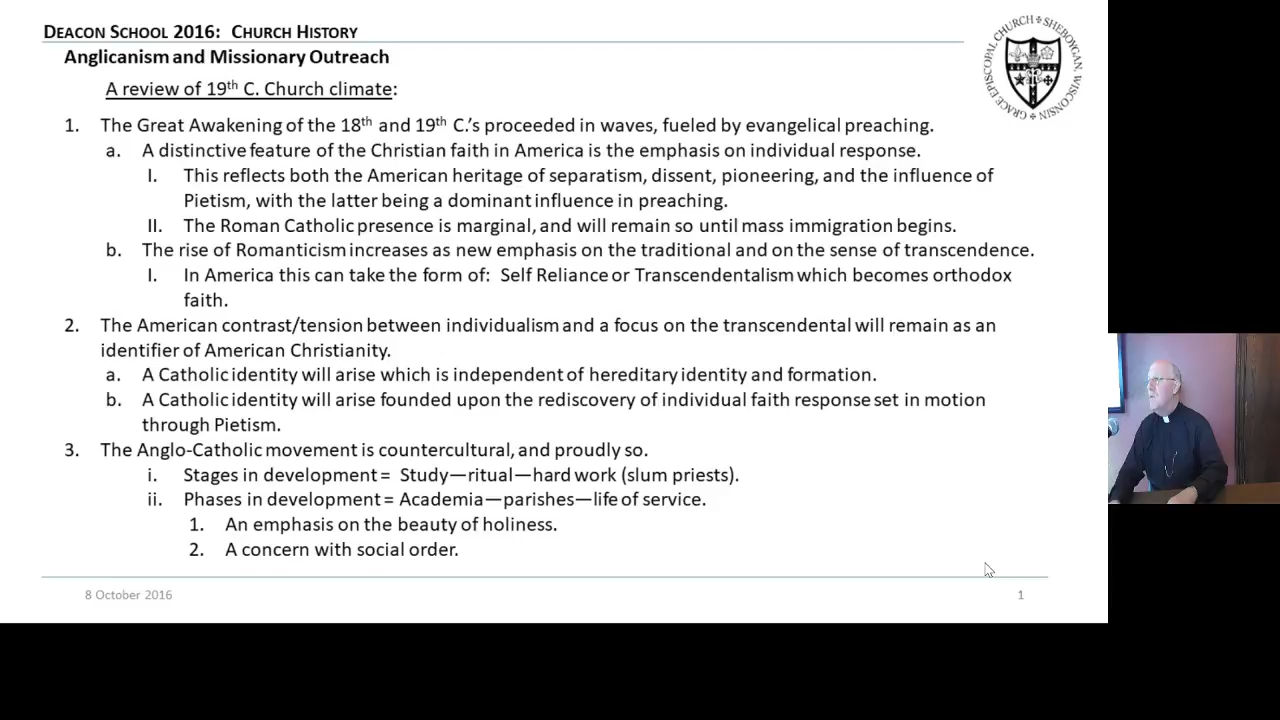 DEACON SCHOOL 2016: CHURCH HISTORY
Anglicanism and Missionary Outreach
A review of 19th C. Church climate:
1. The Great Awakening of the 18th and 19th C.'s proceeded in waves, fueled by evangelical preaching.
a. A distinctive feature of the Christian faith in America is the emphasis on individual response.
I. This reflects both the American heritage of separatism, dissent, pioneering, and the influence of
Pietism, with the latter being a dominant influence in preaching.
II. The Roman Catholic presence is marginal, and will remain so until mass immigration begins.
b. The rise of Romanticism increases as new emphasis on the traditional and on the sense of transcendence.
I. In America this can take the form of: Self Reliance or Transcendentalism which becomes orthodox
faith.
2. The American contrast/tension between individualism and a focus on the transcendental will remain as an
identifier of American Christianity.
a. A Catholic identity will arise which is independent of hereditary identity and formation.
b. A Catholic identity will arise founded upon the rediscovery of individual faith response set in motion
through Pietism.
3. The Anglo-Catholic movement is countercultural, and proudly so.
i. Stages in development = Study—ritual—hard work (slum priests).
ii. Phases in development = Academia—parishes—life of service.
1. An emphasis on the beauty of holiness.
2. A concern with social order.
8 October 2016
1
GRACE EPISCOPAL CHURCH SHEBOYGAN, WISCONSIN